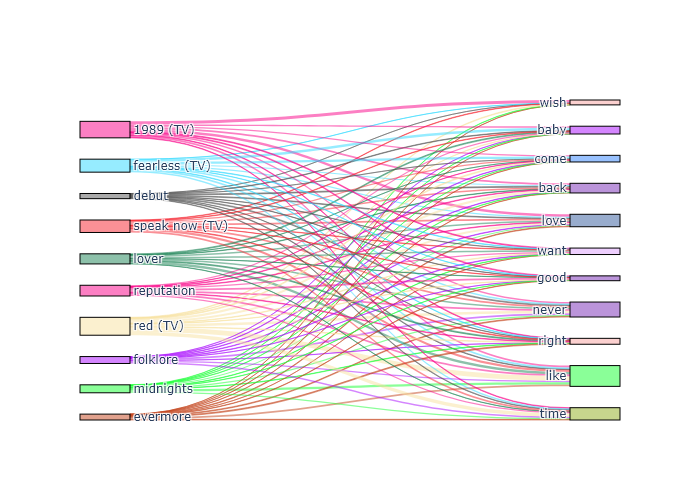 1989 (TV)
fearless (TV)
debut
speak now (TV)
lover
reputation
red (TV)
folklore
midnights
evermore
wish
baby
come
back
love
want
good
never
right
like
time